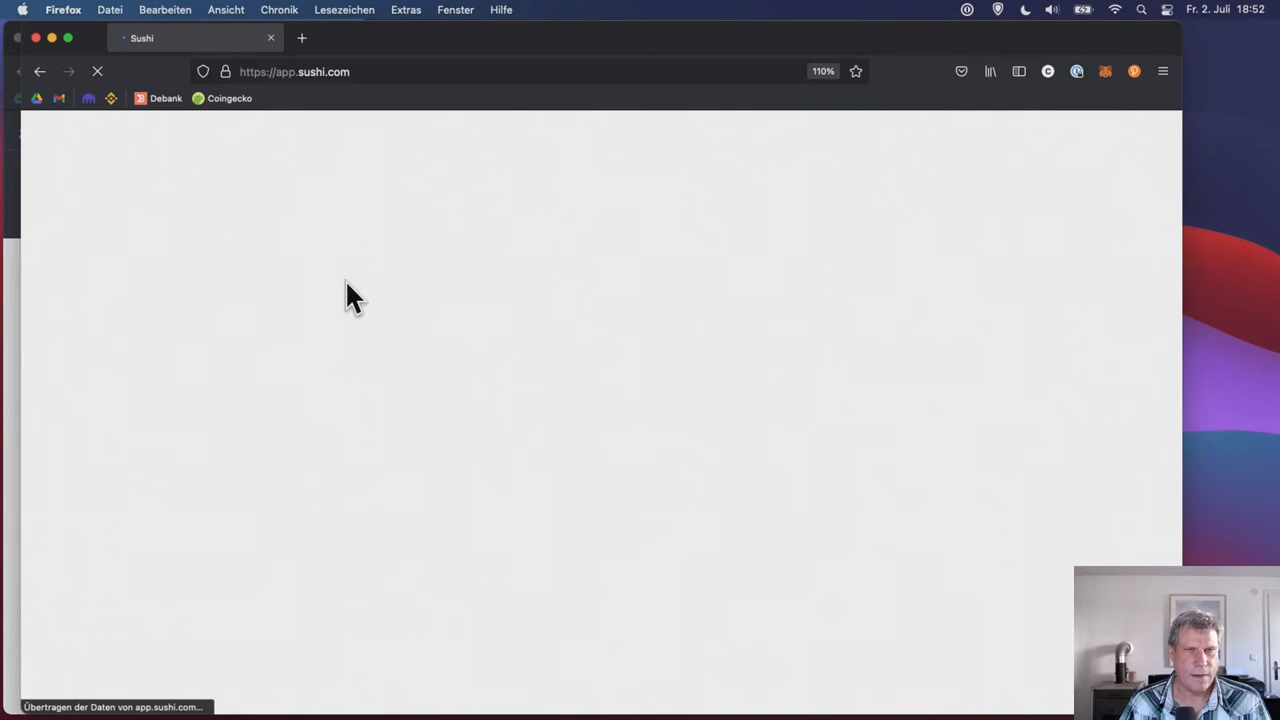 Firefox Datei Bearbeiten Ansicht Chronik Lesezeichen Extras Fenster Hilfe Fr. 2. Juli 18:52
Sushi
https://app.sushi.com 110%
Debank Coingecko
Übertragen der Daten von app.sushi.com...